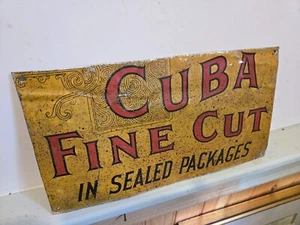 CUBA
FINE CUT
IN SEALED PACKAGES